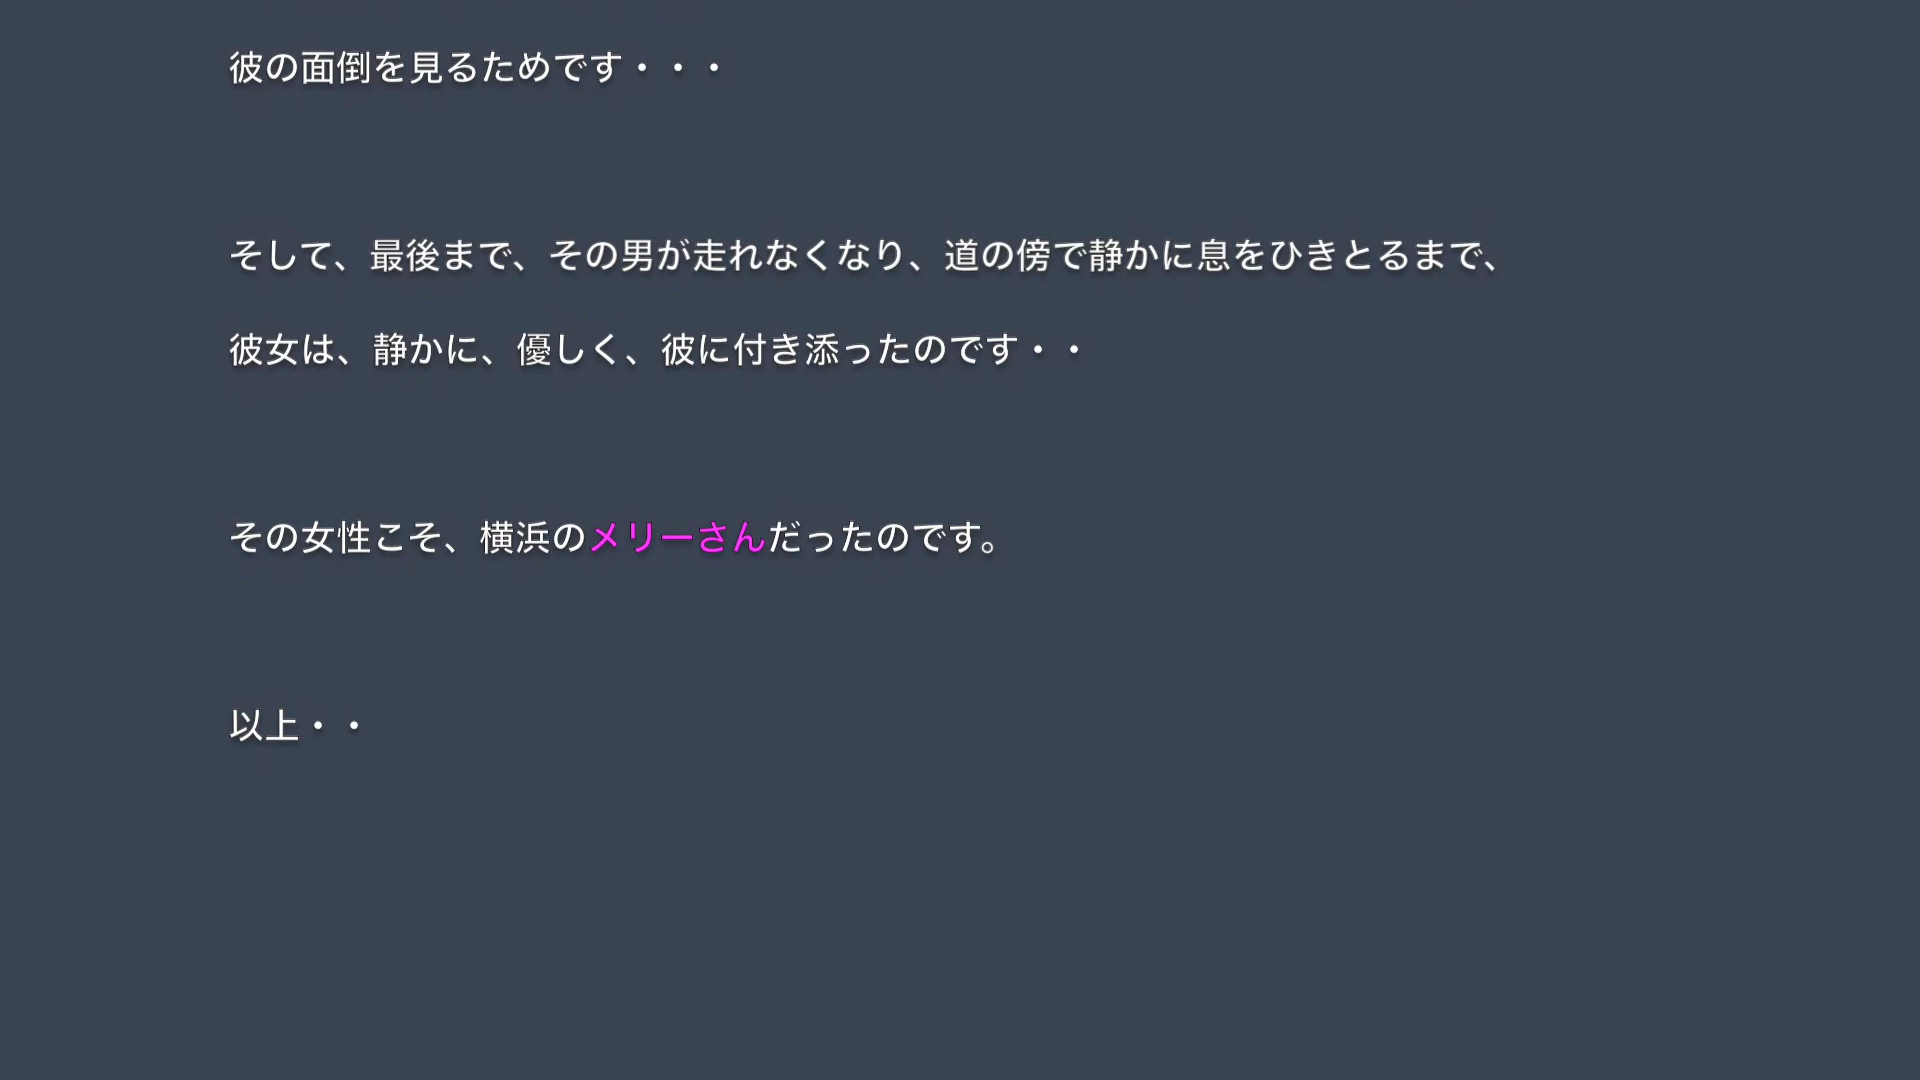 彼の面倒を見るためです・・・
そして、最後まで、その男が走れなくなり、道の傍で静かに息をひきとるまで、
彼女は、静かに、優しく、彼に付き添ったのです・・
その女性こそ、横浜のメリーさんだったのです。
以上・・